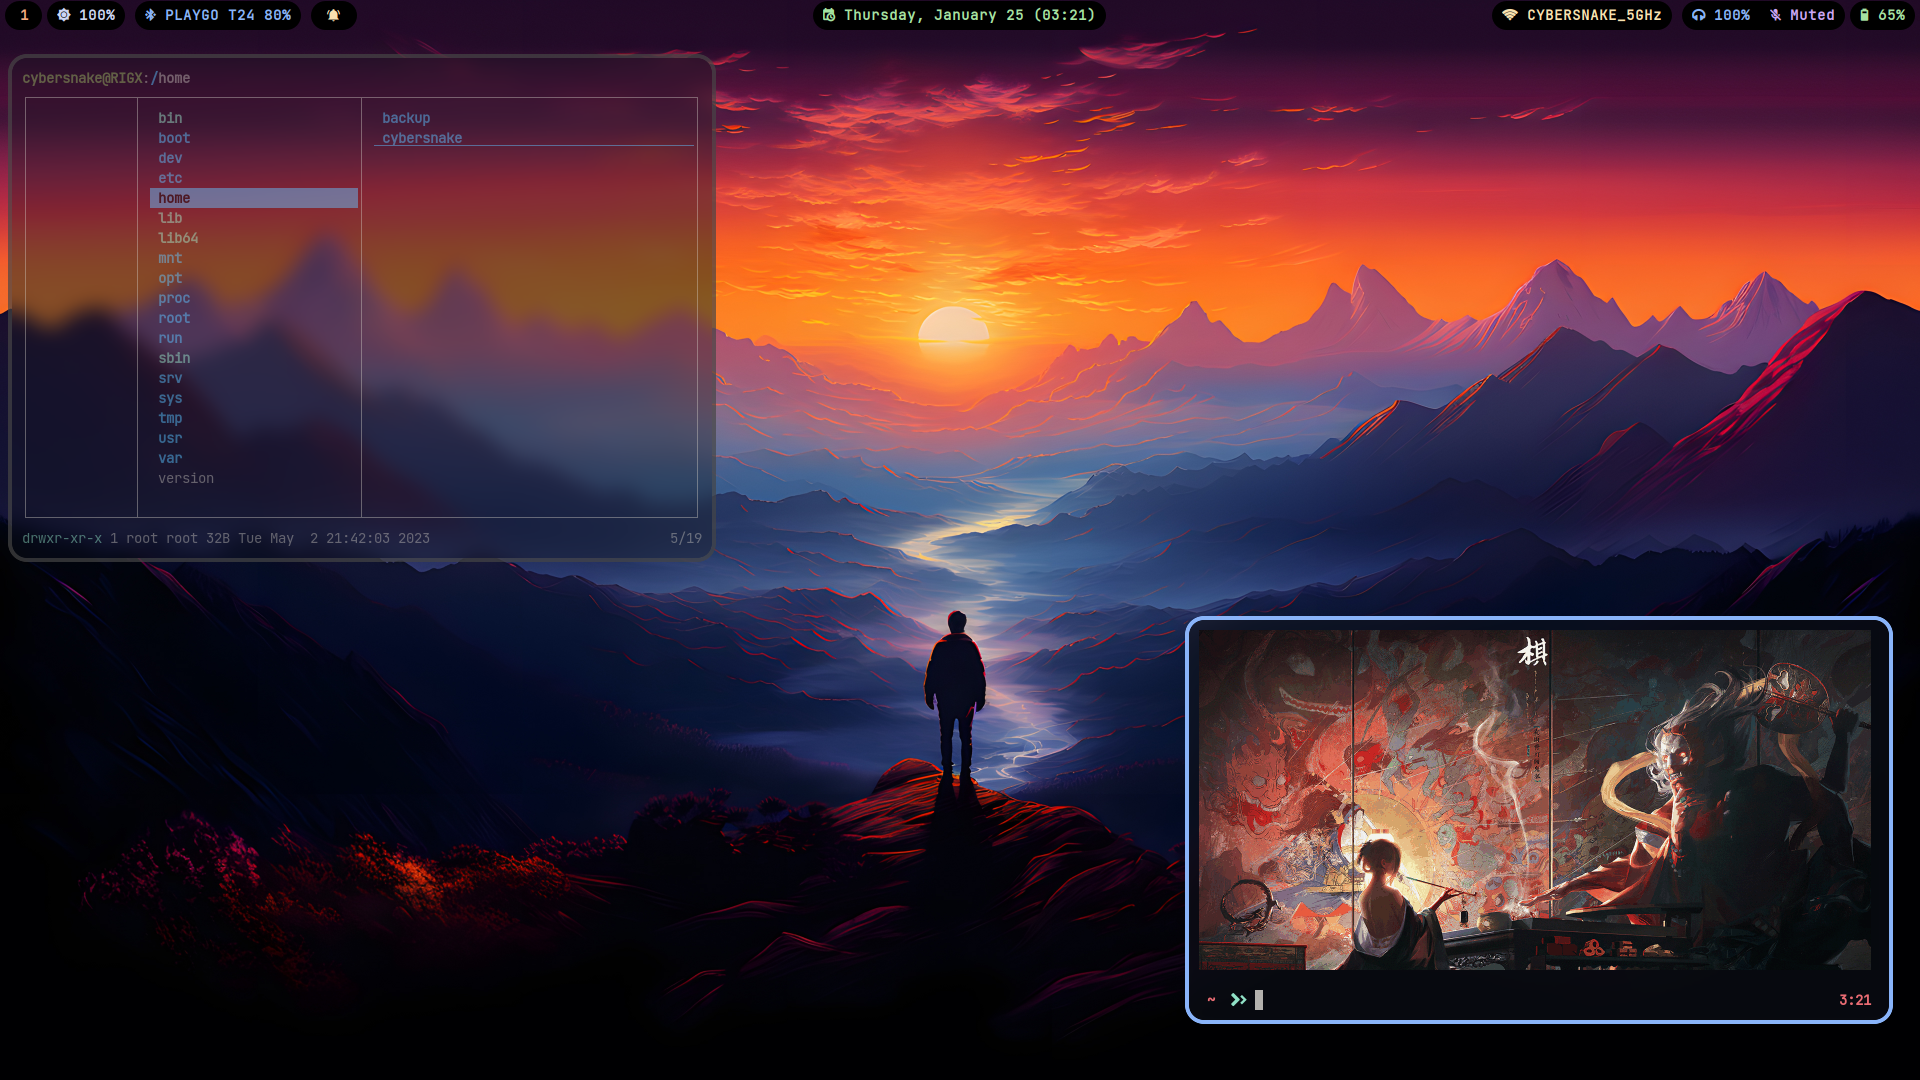 1 100% PLAYGO T24 80% Thursday, January 25 (03:21) CYBERSNAKE_5GHz 100% Muted 65%
cybersnake@RIGX:/home
bin
boot
dev
etc
home
lib
lib64
mnt
opt
proc
root
run
sbin
srv
sys
tmp
usr
var
version
backup
cybersnake
drwxr-xr-x 1 root root 32B Tue May  2 21:42:03 2023 5/19
棋
~ 3:21